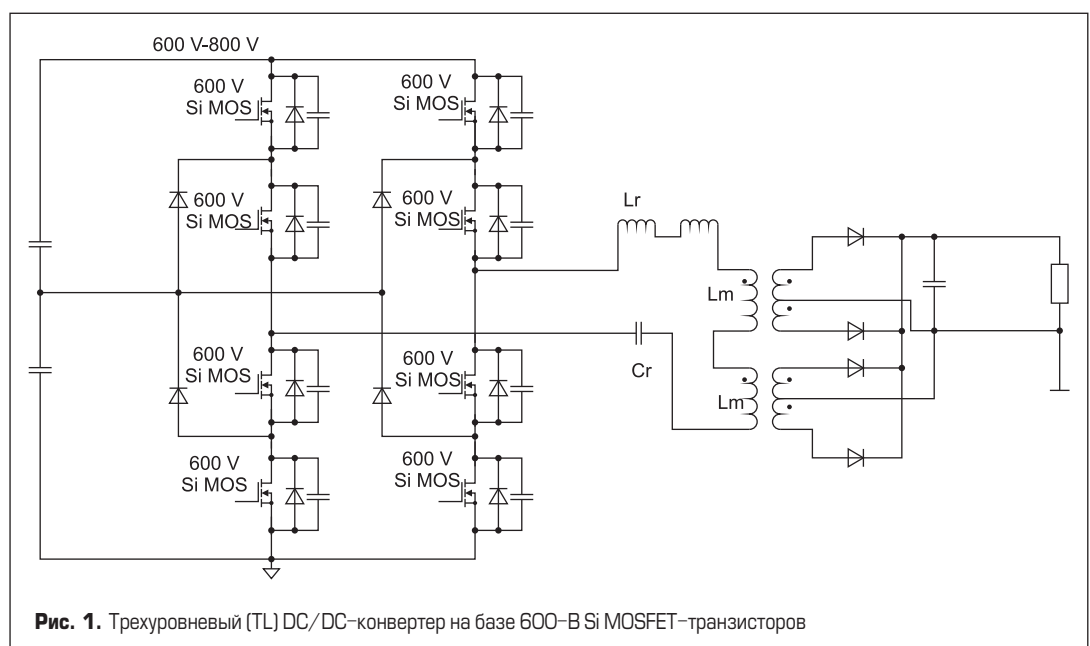 600 V-800 V
600 V
Si MOS
600 V
Si MOS
600 V
Si MOS
600 V
Si MOS
Lr
Lm
600 V
Si MOS
600 V
Si MOS
Cr
Lm
600 V
Si MOS
600 V
Si MOS
Рис. 1. Трехуровневый (TL) DC/DC–конвертер на базе 600–В Si MOSFET–транзисторов